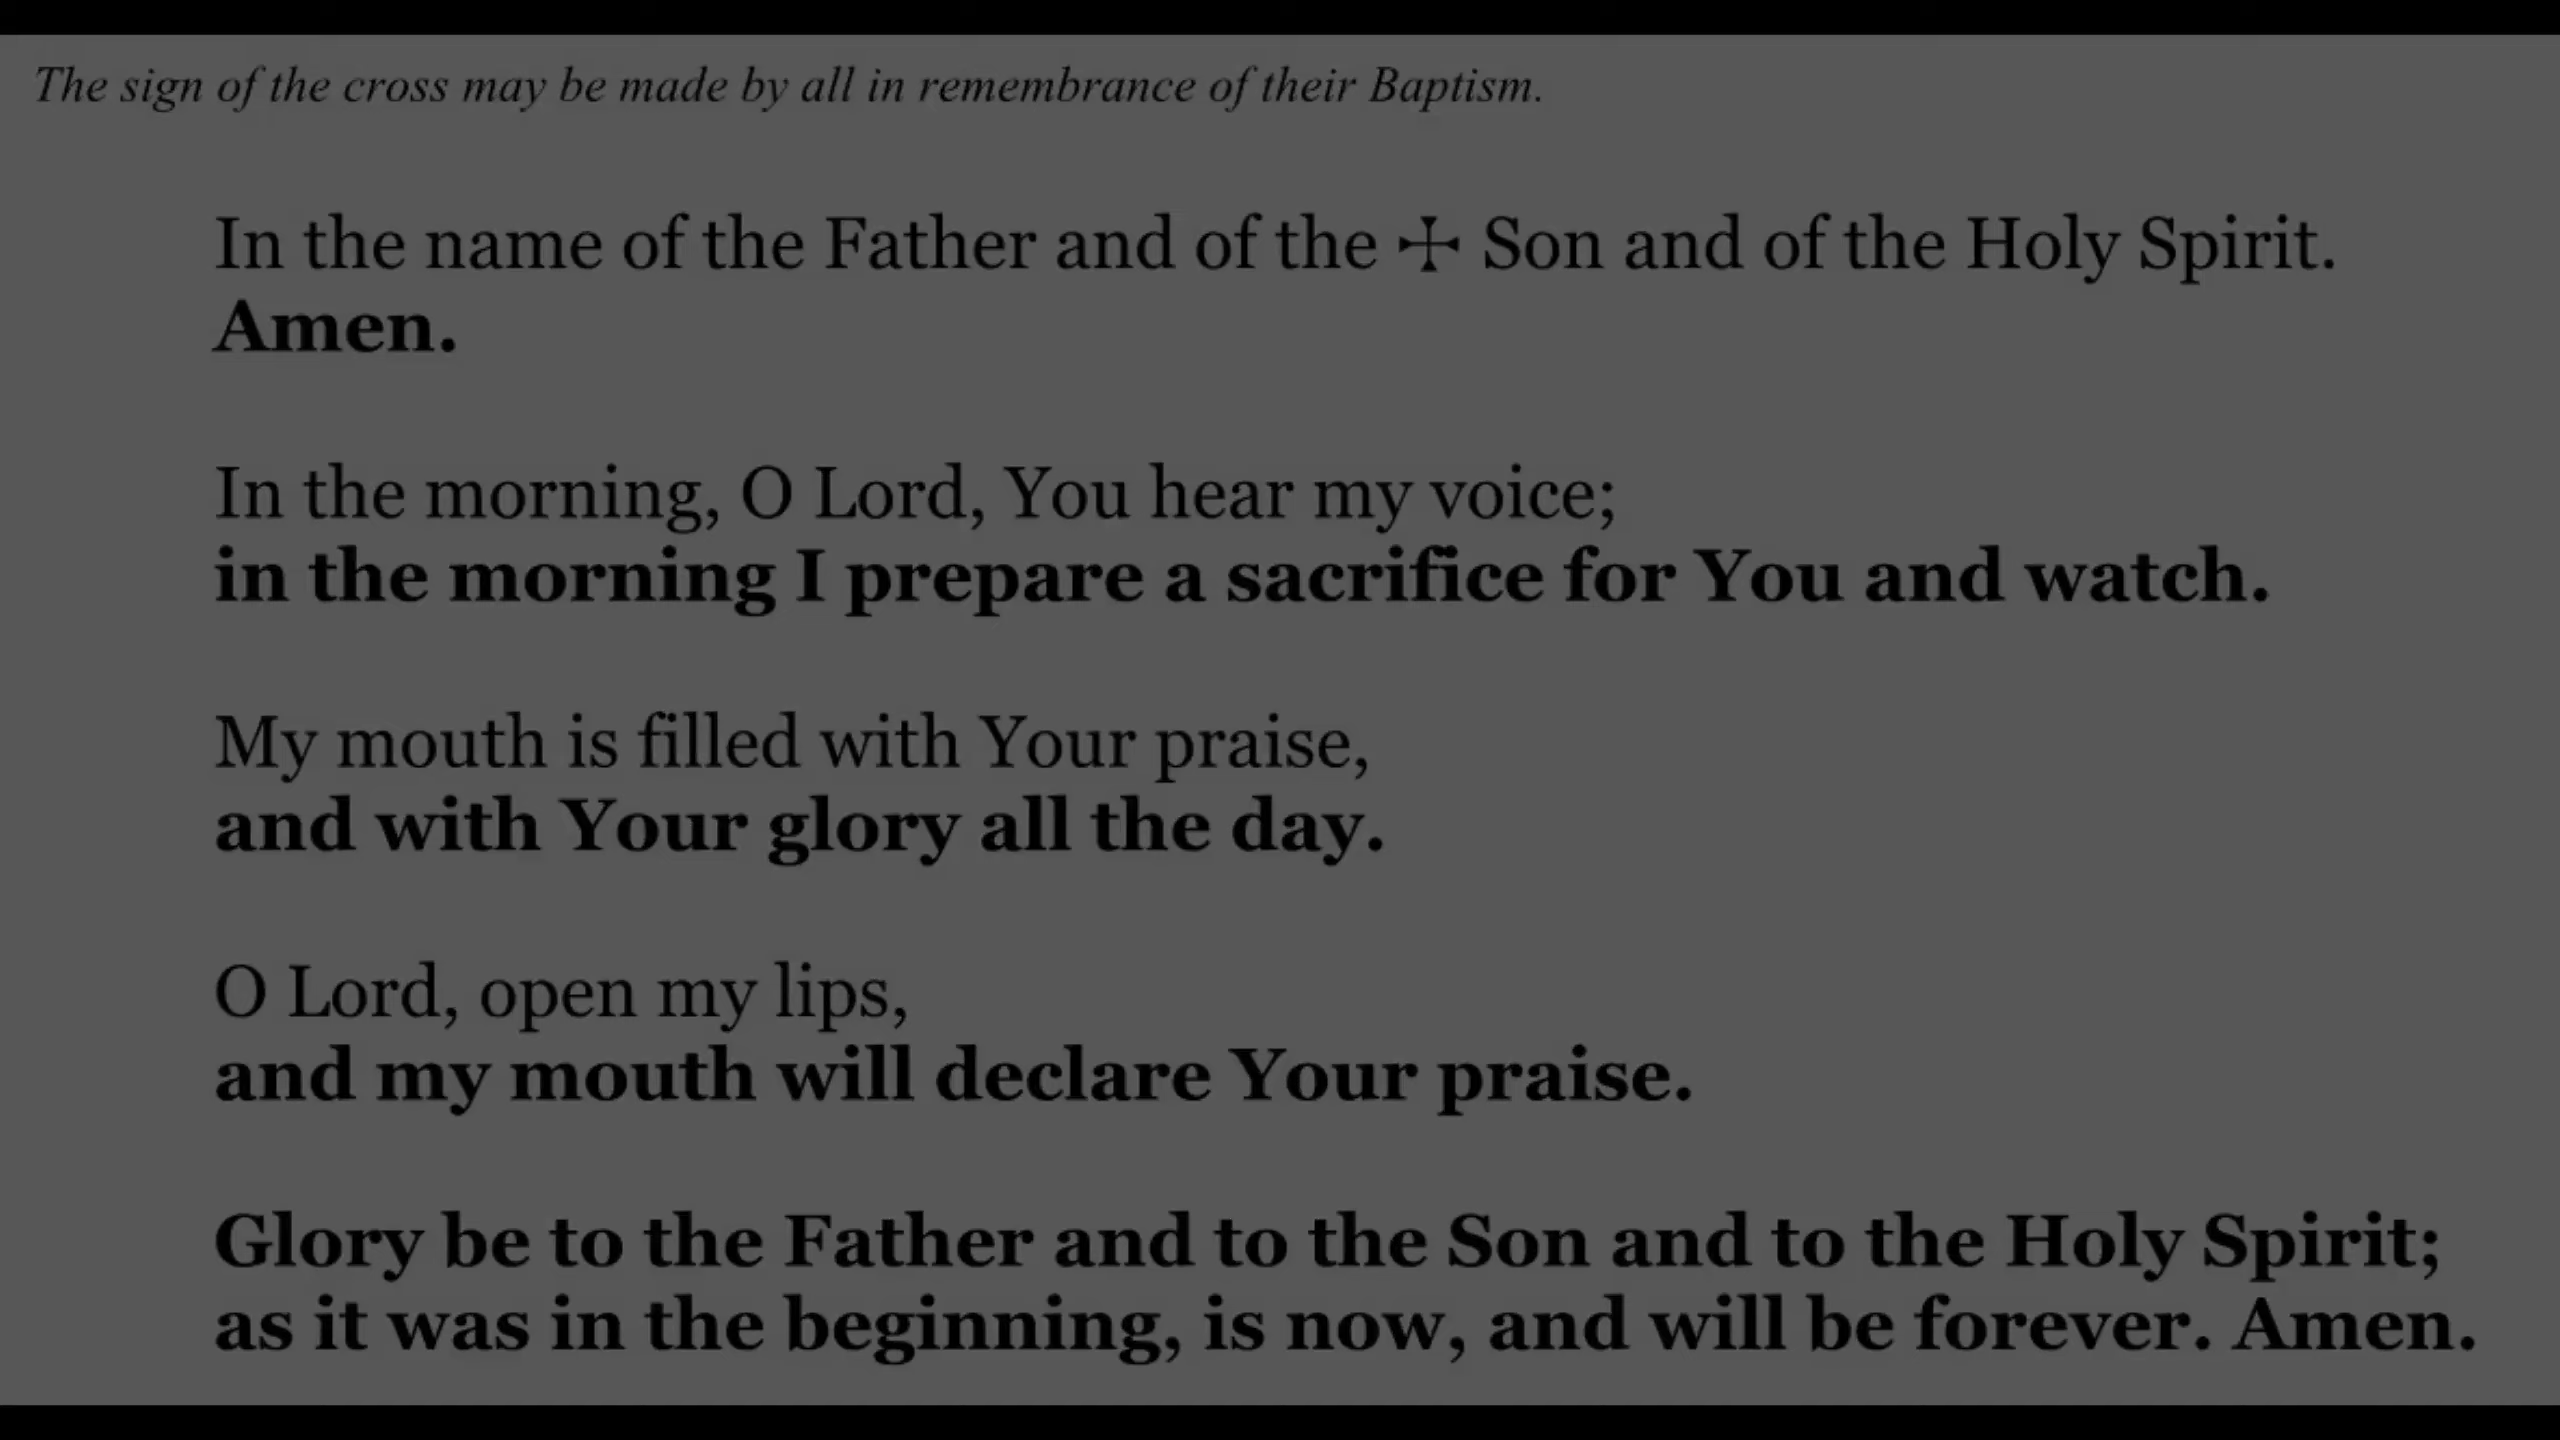 The sign of the cross may be made by all in remembrance of their Baptism.
In the name of the Father and of the ☩ Son and of the Holy Spirit.
Amen.
In the morning, O Lord, You hear my voice;
in the morning I prepare a sacrifice for You and watch.
My mouth is filled with Your praise,
and with Your glory all the day.
O Lord, open my lips,
and my mouth will declare Your praise.
Glory be to the Father and to the Son and to the Holy Spirit;
as it was in the beginning, is now, and will be forever. Amen.